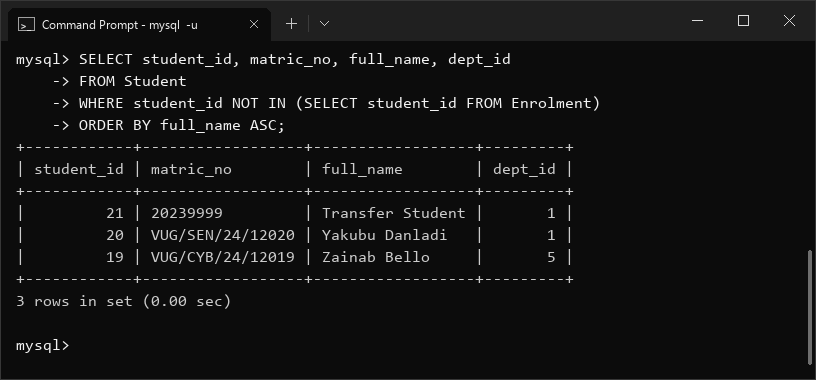 Command Prompt - mysql  -u
mysql> SELECT student_id, matric_no, full_name, dept_id
    -> FROM Student
    -> WHERE student_id NOT IN (SELECT student_id FROM Enrolment)
    -> ORDER BY full_name ASC;
+------------+------------------+------------------+---------+
| student_id | matric_no        | full_name        | dept_id |
+------------+------------------+------------------+---------+
|         21 | 20239999         | Transfer Student |       1 |
|         20 | VUG/SEN/24/12020 | Yakubu Danladi   |       1 |
|         19 | VUG/CYB/24/12019 | Zainab Bello     |       5 |
+------------+------------------+------------------+---------+
3 rows in set (0.00 sec)
mysql>